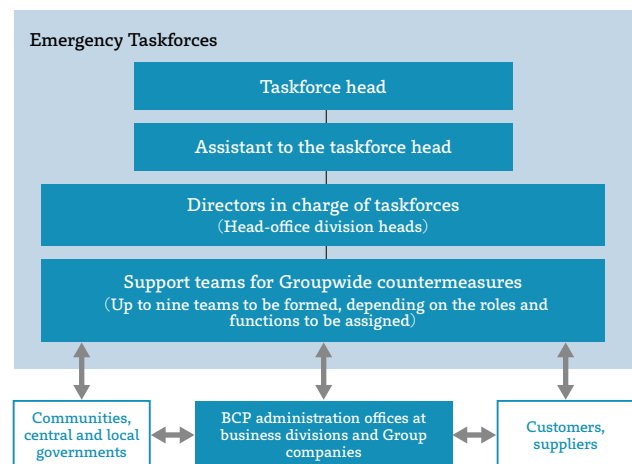 Emergency Taskforces
Taskforce head
Assistant to the taskforce head
Directors in charge of taskforces
（Head-office division heads）
Support teams for Groupwide countermeasures
（Up to nine teams to be formed, depending on the roles and
functions to be assigned）
Communities,
central and local
governments
BCP administration offices at
business divisions and Group
companies
Customers,
suppliers